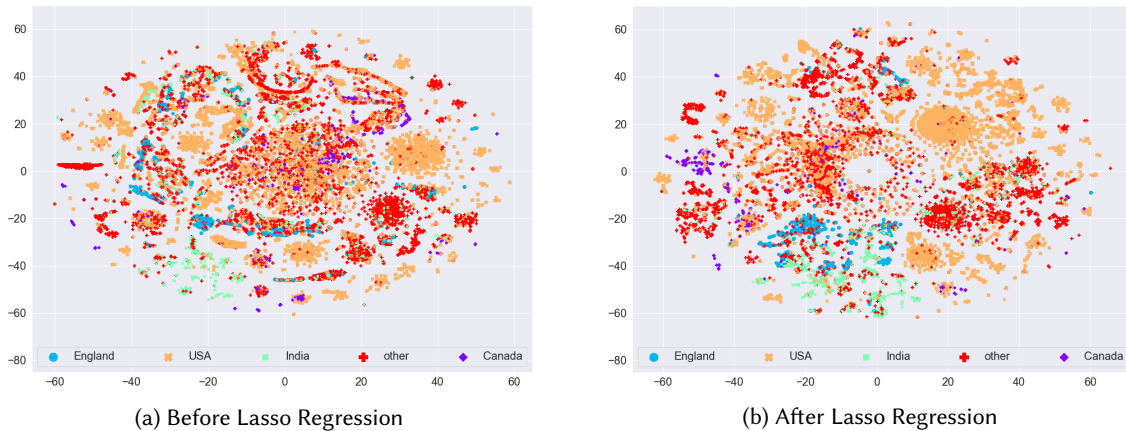 60
40
20
0
−20
−40
−60
−80
−60 −40 −20 0 20 40 60
England USA India other Canada
(a) Before Lasso Regression
60
40
20
0
−20
−40
−60
−80
−60 −40 −20 0 20 40 60
England USA India other Canada
(b) After Lasso Regression